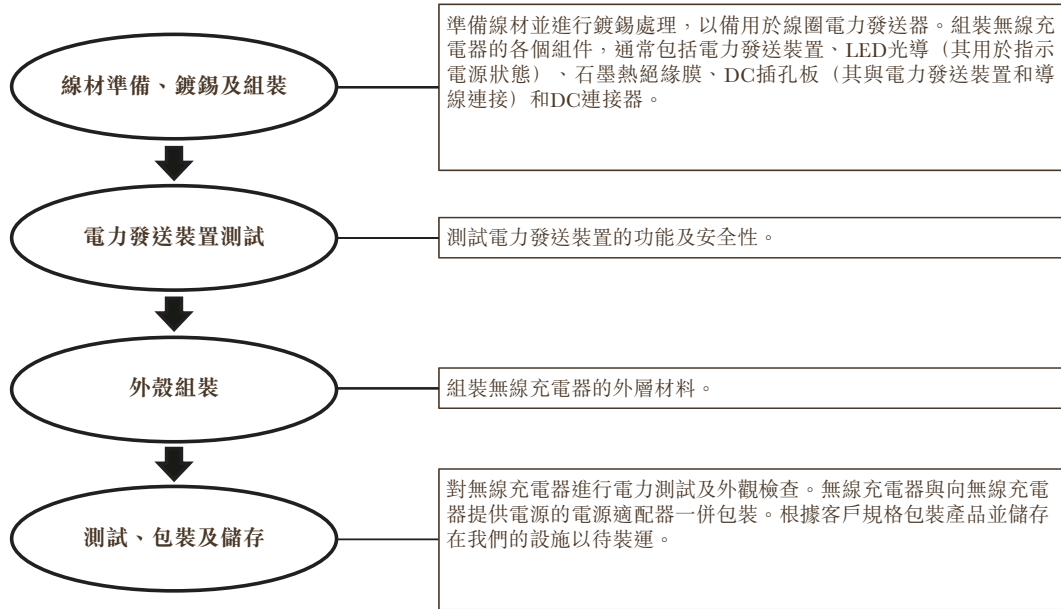 線材準備、鍍錫及組裝
準備線材並進行鍍錫處理，以備用於線圈電力發送器。組裝無線充
電器的各個組件，通常包括電力發送裝置、LED光導（其用於指示
電源狀態）、石墨熱絕緣膜、DC插孔板（其與電力發送裝置和導
線連接）和DC連接器。
電力發送裝置測試
測試電力發送裝置的功能及安全性。
外殼組裝
組裝無線充電器的外層材料。
測試、包裝及儲存
對無線充電器進行電力測試及外觀檢查。無線充電器與向無線充電
器提供電源的電源適配器一併包裝。根據客戶規格包裝產品並儲存
在我們的設施以待裝運。